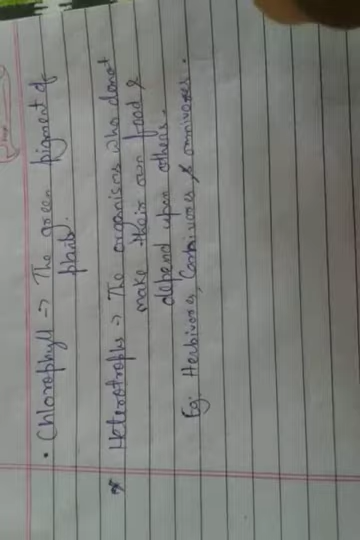 • Chlorophyll → The green pigment of
plants.
Heterotrophs → The organisms who donot
make their own food &
depend upon others.
Eg. Herbivores, Carnivores & omnivores.